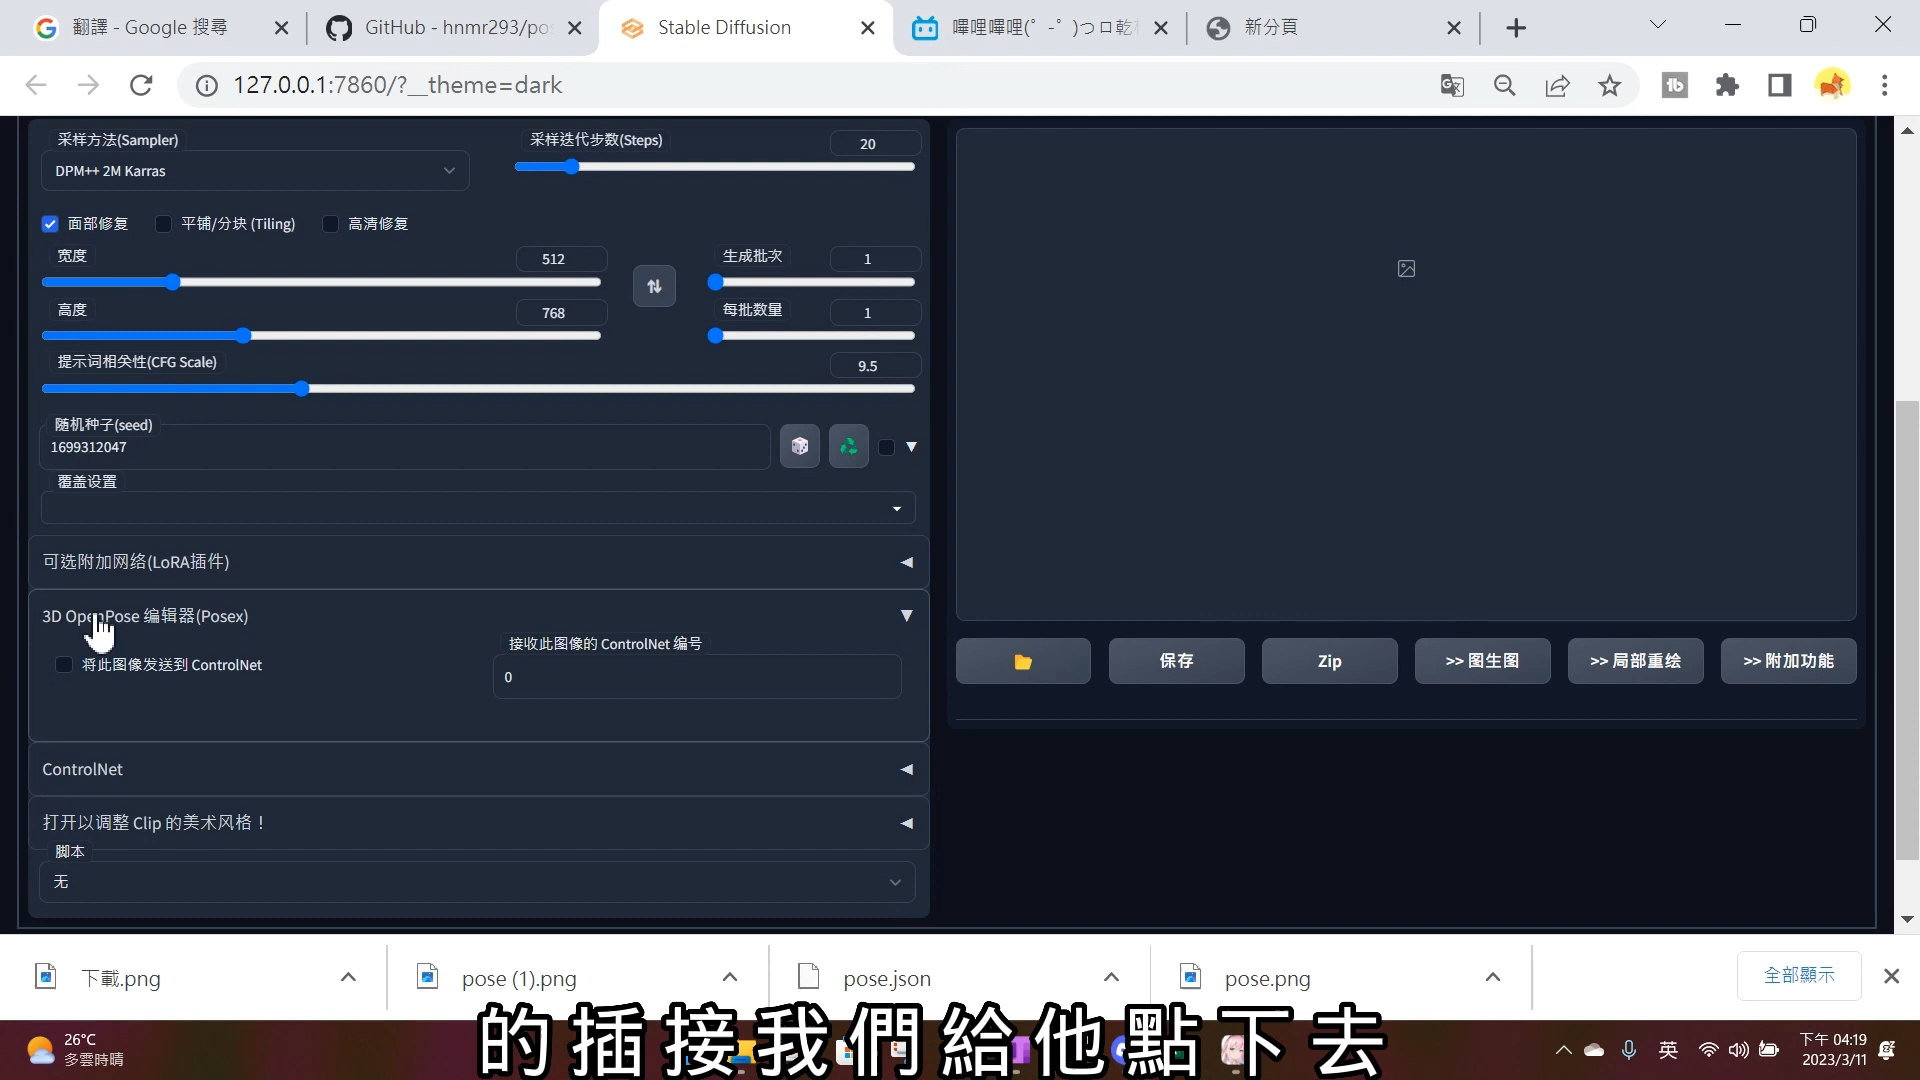 翻譯 - Google 搜尋
GitHub - hnmr293/pos
Stable Diffusion
嗶哩嗶哩(゜-゜)つロ乾
新分頁
127.0.0.1:7860/?__theme=dark
采样方法(Sampler)
DPM++ 2M Karras
采样迭代步数(Steps)
20
面部修复
平铺/分块 (Tiling)
高清修复
宽度
512
生成批次
1
高度
768
每批数量
1
提示词相关性(CFG Scale)
9.5
随机种子(seed)
1699312047
覆盖设置
可选附加网络(LoRA插件)
3D OpenPose 编辑器(Posex)
将此图像发送到 ControlNet
接收此图像的 ControlNet 编号
0
保存
Zip
>> 图生图
>> 局部重绘
>> 附加功能
ControlNet
打开以调整 Clip 的美术风格！
脚本
无
下載.png
pose (1).png
pose.json
pose.png
全部顯示
的插接我們給他點下去
26°C
多雲時晴
英
下午 04:19
2023/3/11